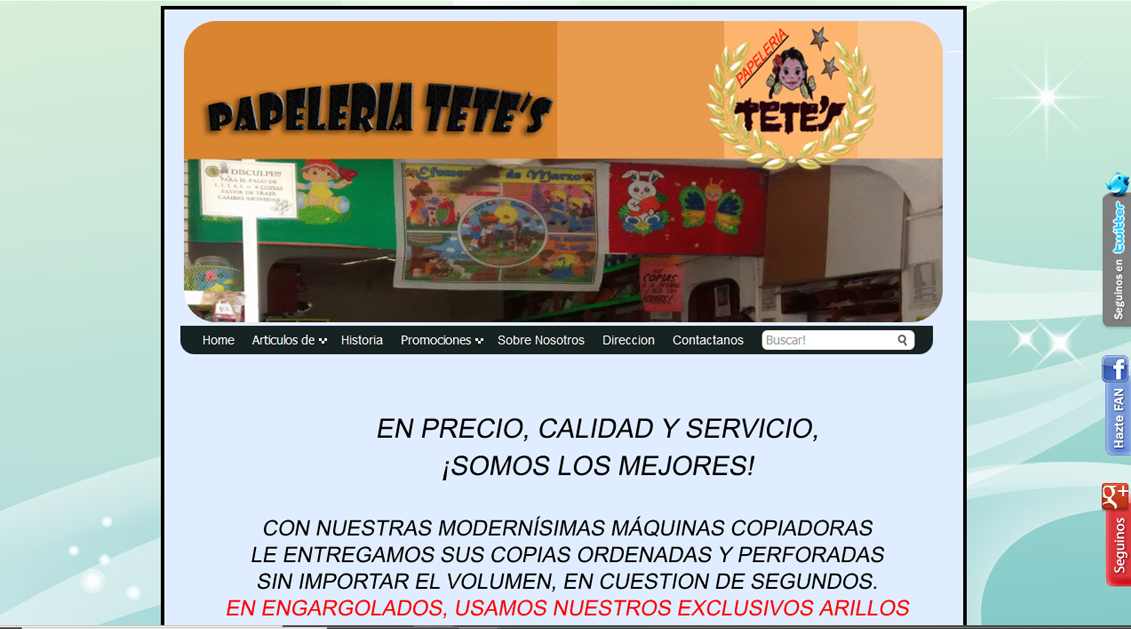 PAPELERIA TETE'S
PAPELERIA
TETE'S
DISCULPE!!!
PARA EL PAGO DE
1, 2, 3, 4, 5 o 6 COPIAS
FAVOR DE TRAER
CAMBIO (MONEDAS)
Efemerides de Marzo
COPIAS
Home
Articulos de
Historia
Promociones
Sobre Nosotros
Direccion
Contactanos
Buscar!
EN PRECIO, CALIDAD Y SERVICIO,
¡SOMOS LOS MEJORES!
CON NUESTRAS MODERNÍSIMAS MÁQUINAS COPIADORAS
LE ENTREGAMOS SUS COPIAS ORDENADAS Y PERFORADAS
SIN IMPORTAR EL VOLUMEN, EN CUESTION DE SEGUNDOS.
EN ENGARGOLADOS, USAMOS NUESTROS EXCLUSIVOS ARILLOS
Seguinos en twitter
f
Hazte FAN
g+
Seguinos